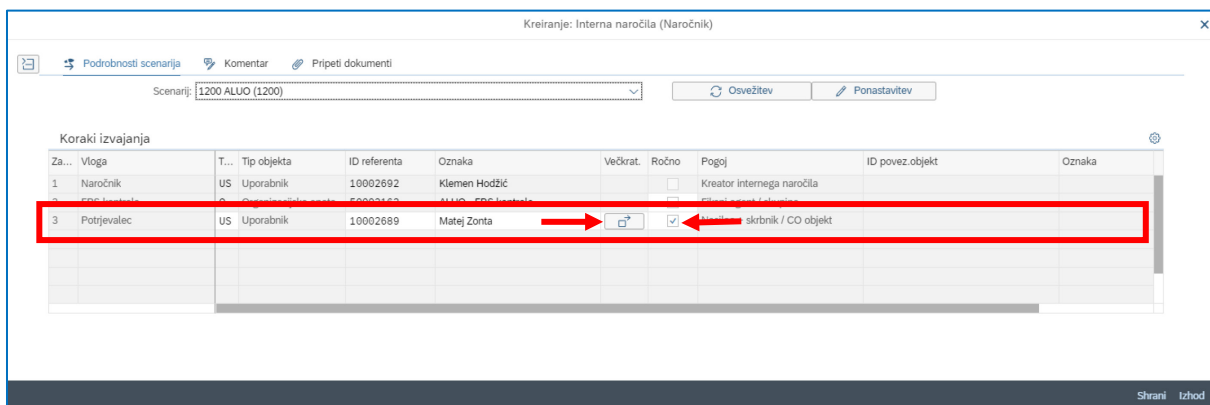 Kreiranje: Interna naročila (Naročnik)
Podrobnosti scenarija Komentar Pripeti dokumenti
Scenarij: 1200 ALUO (1200) Osvežitev Ponastavitev
Koraki izvajanja
Za... Vloga T... Tip objekta ID referenta Oznaka Večkrat. Ročno Pogoj ID povez.objekt Oznaka
1 Naročnik US Uporabnik 10002692 Klemen Hodžić Kreator internega naročila
3 Potrjevalec US Uporabnik 10002689 Matej Zonta skrbnik / CO objekt
Shrani Izhod